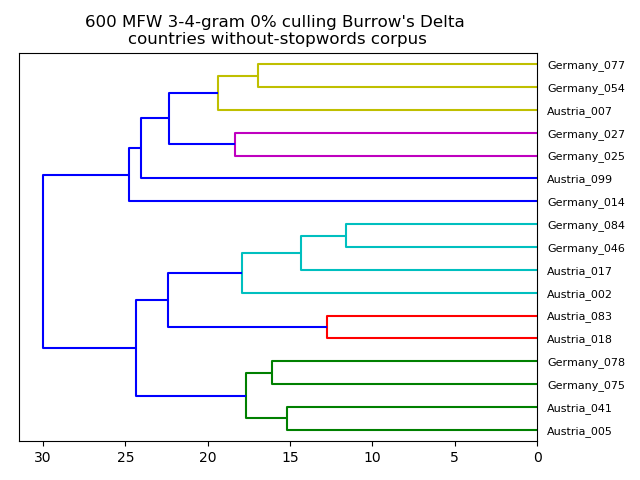 600 MFW 3-4-gram 0% culling Burrow's Delta
countries without-stopwords corpus
Germany_077
Germany_054
Austria_007
Germany_027
Germany_025
Austria_099
Germany_014
Germany_084
Germany_046
Austria_017
Austria_002
Austria_083
Austria_018
Germany_078
Germany_075
Austria_041
Austria_005
30 25 20 15 10 5 0